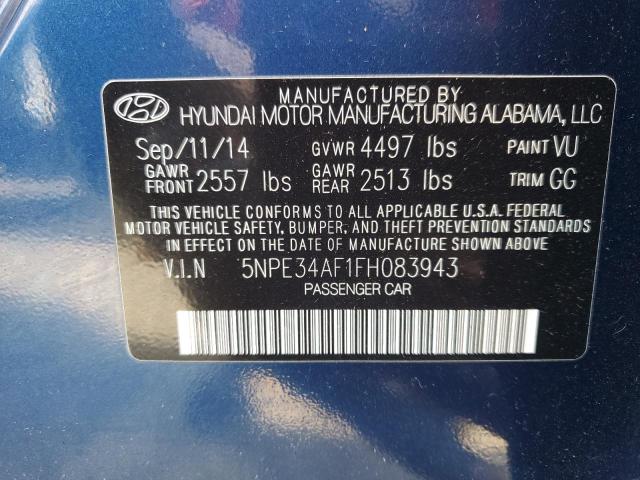 MANUFACTURED BY
HYUNDAI MOTOR MANUFACTURING ALABAMA, LLC
Sep/11/14 GVWR 4497 lbs PAINT VU
GAWR FRONT 2557 lbs GAWR REAR 2513 lbs TRIM GG
THIS VEHICLE CONFORMS TO ALL APPLICABLE U.S.A. FEDERAL
MOTOR VEHICLE SAFETY, BUMPER, AND THEFT PREVENTION STANDARDS
IN EFFECT ON THE DATE OF MANUFACTURE SHOWN ABOVE.
V.I.N 5NPE34AF1FH083943
PASSENGER CAR